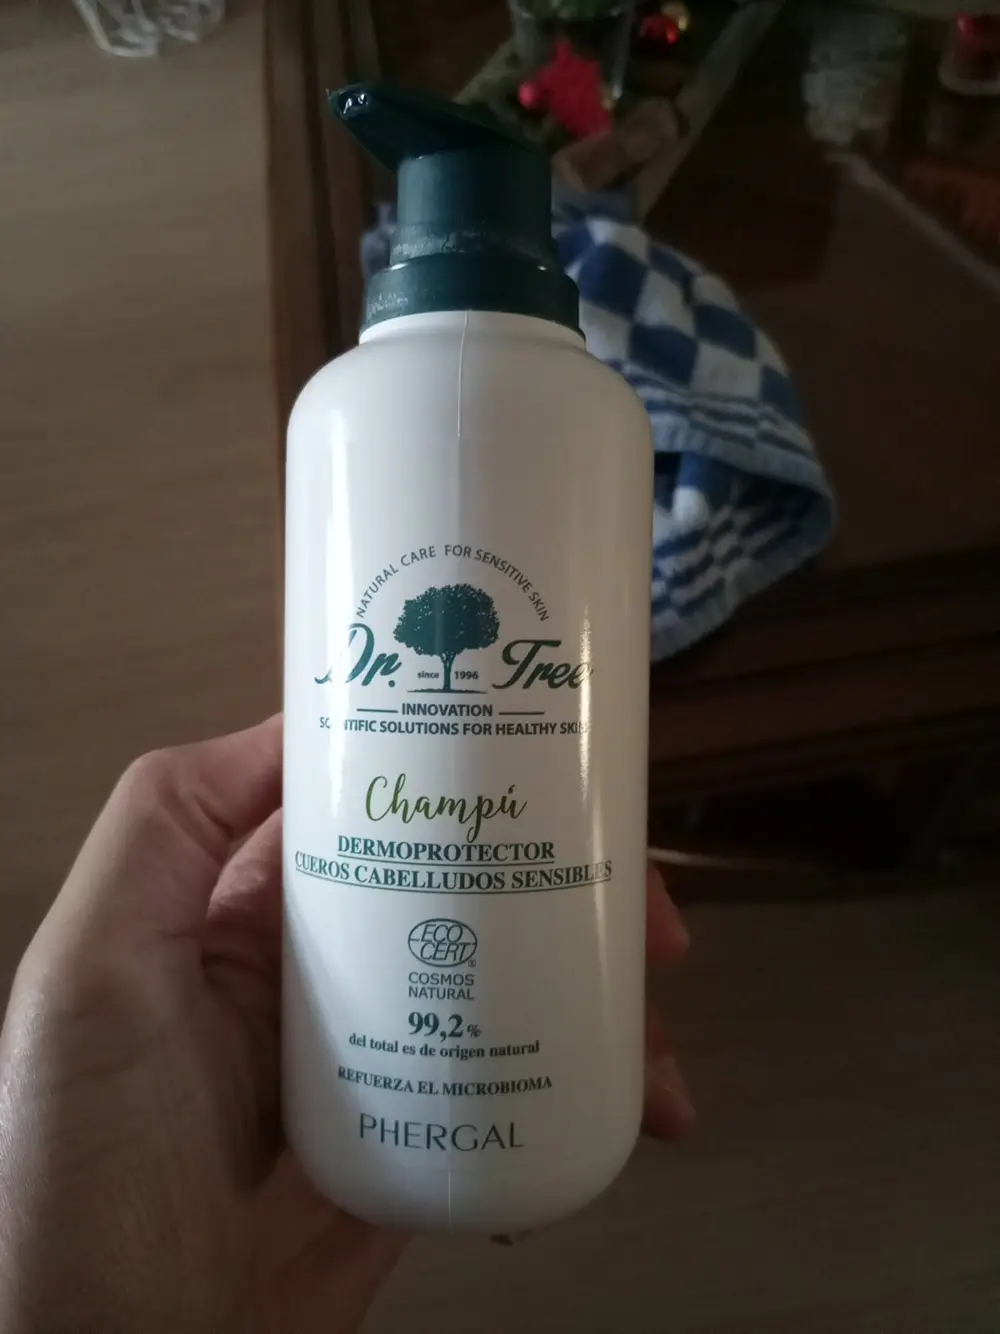 NATURAL CARE FOR SENSITIVE SKIN
Dr. Tree
since 1996
INNOVATION
SCIENTIFIC SOLUTIONS FOR HEALTHY SKIN
Champú
DERMOPROTECTOR
CUEROS CABELLUDOS SENSIBLES
ECO
CERT®
COSMOS
NATURAL
99,2%
del total es de origen natural
REFUERZA EL MICROBIOMA
PHERGAL